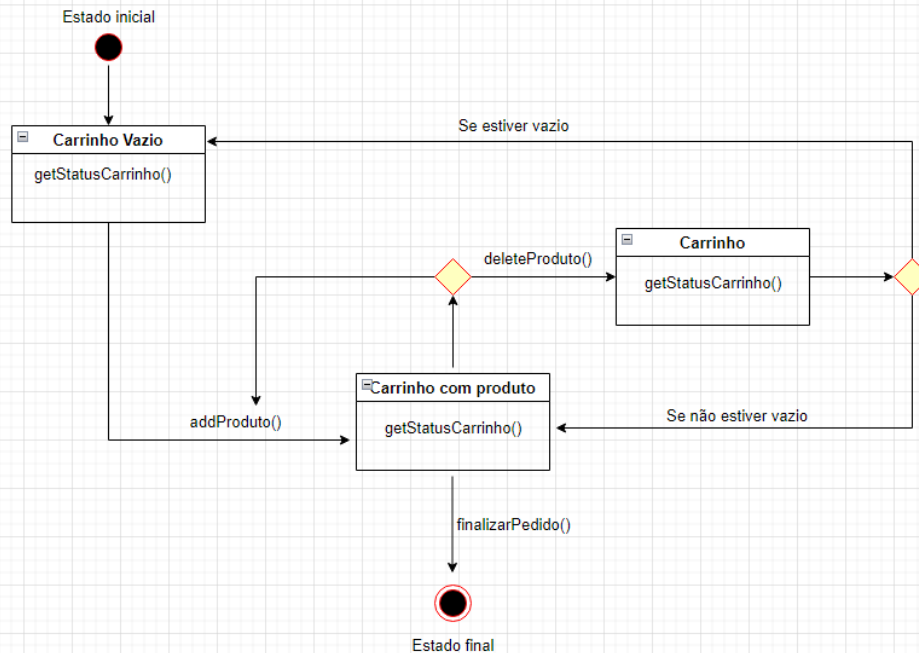 Estado inicial
Carrinho Vazio
getStatusCarrinho()
Se estiver vazio
deleteProduto()
Carrinho
getStatusCarrinho()
addProduto()
Carrinho com produto
getStatusCarrinho()
Se não estiver vazio
finalizarPedido()
Estado final